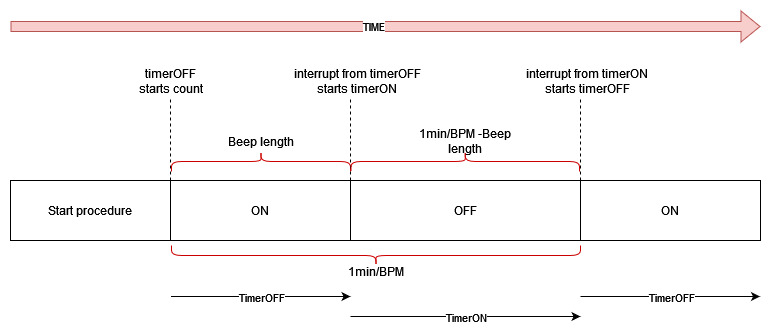 TIME
timerOFF
starts count
interrupt from timerOFF
starts timerON
interrupt from timerON
starts timerOFF
Beep length
1min/BPM -Beep
length
Start procedure
ON
OFF
ON
1min/BPM
TimerOFF
TimerOFF
TimerON